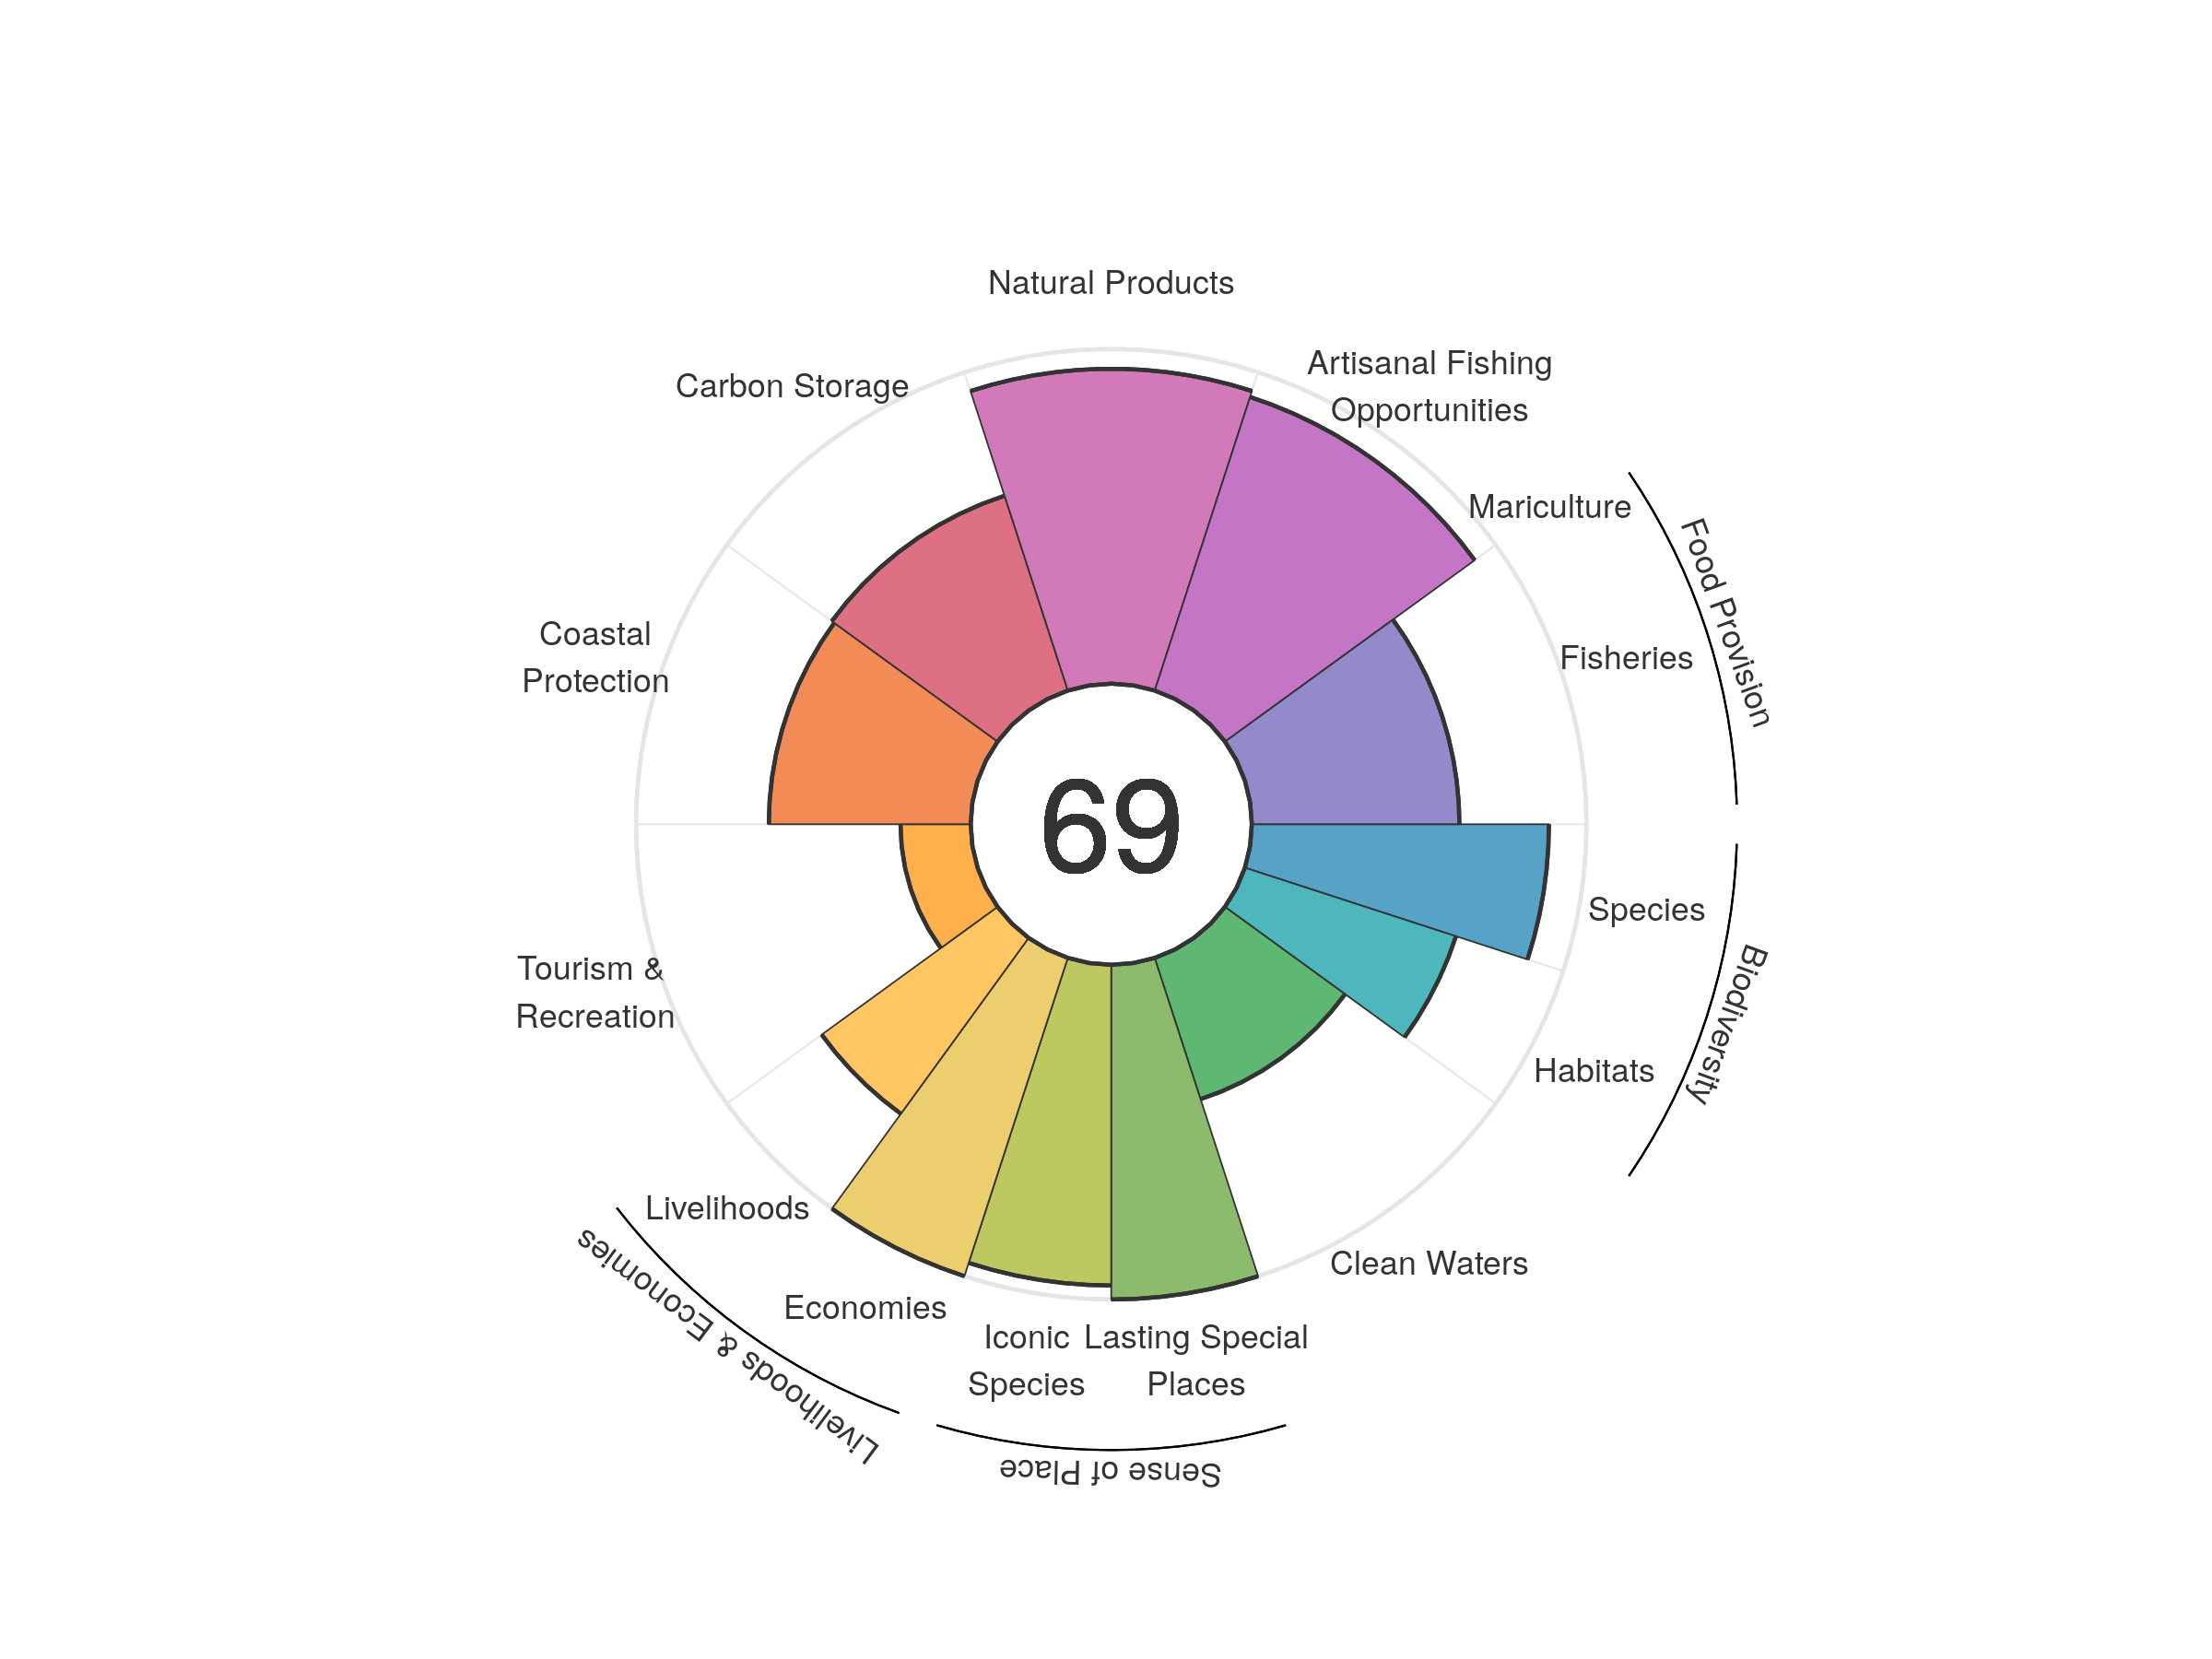 Natural Products
Artisanal Fishing
Opportunities
Carbon Storage
Mariculture
Food Provision
Coastal
Protection
Fisheries
69
Species
Biodiversity
Tourism &
Recreation
Habitats
Livelihoods
Livelihoods & Economies
Clean Waters
Economies
Iconic
Species
Lasting Special
Places
Sense of Place